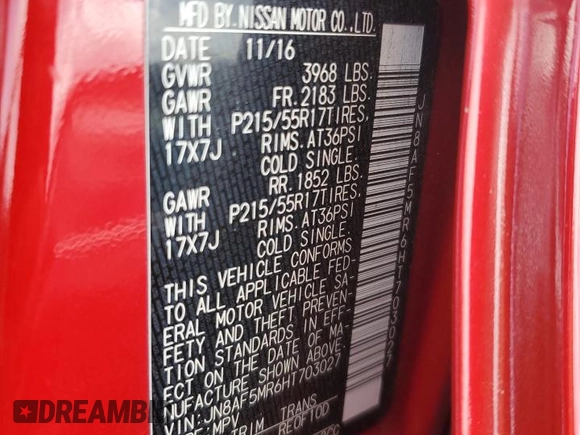 MFD.BY NISSAN MOTOR CO.,LTD.
DATE 11/16
GVWR 3968 LBS.
GAWR FR.2183 LBS.
WITH P215/55R17TIRES,
17X7J RIMS.AT36PSI
COLD SINGLE.
GAWR RR.1852 LBS.
WITH P215/55R17TIRES,
17X7J RIMS.AT36PSI
COLD SINGLE.
THIS VEHICLE CONFORMS
TO ALL APPLICABLE FED-
ERAL MOTOR VEHICLE SA-
FETY AND THEFT PREVEN-
TION STANDARDS IN EFF-
ECT ON THE DATE OF MA-
NUFACTURE SHOWN ABOVE.
VIN:JN8AF5MR6HT703027
TYPE:MPV
TRIM TRANS
REOFTOD
JN8AF5MR6HT703027
DREAMBI